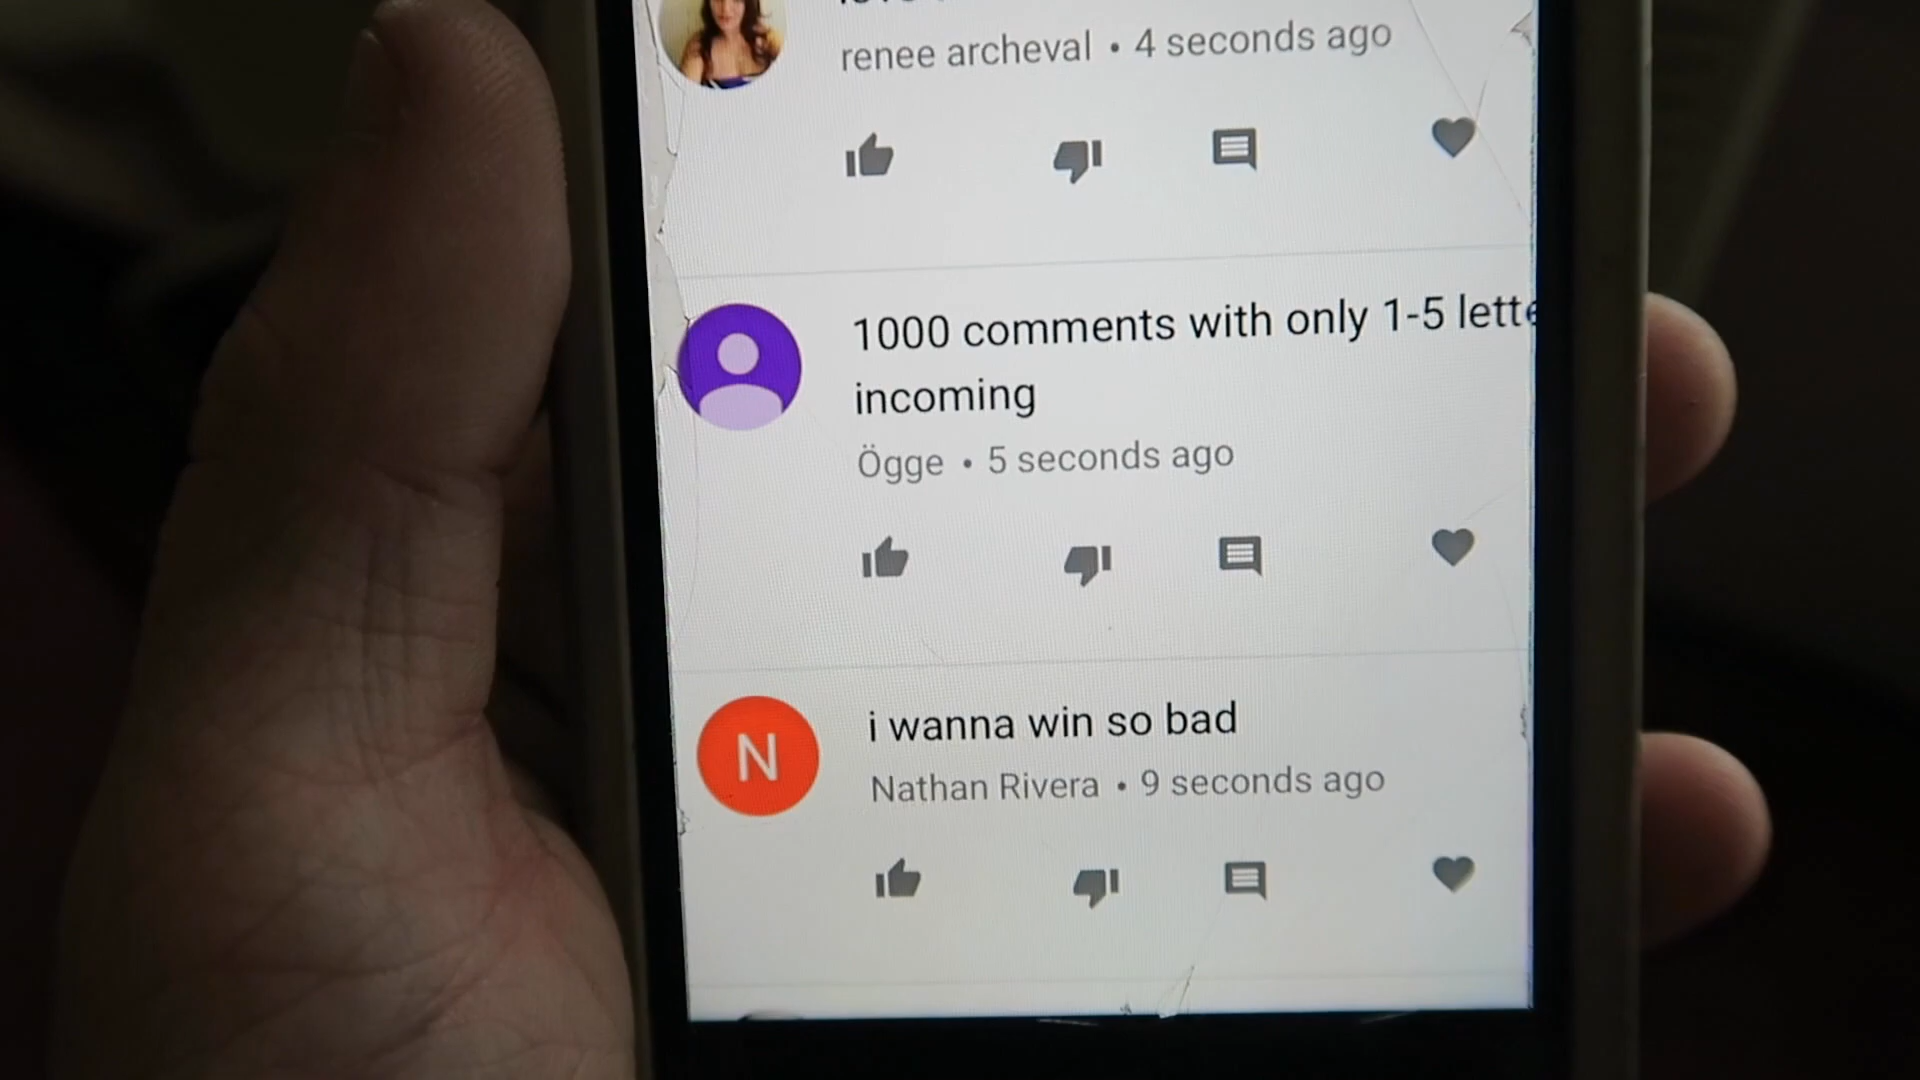 renee archeval • 4 seconds ago
1000 comments with only 1-5
incoming
Ögge • 5 seconds ago
N
i wanna win so bad
Nathan Rivera • 9 seconds ago